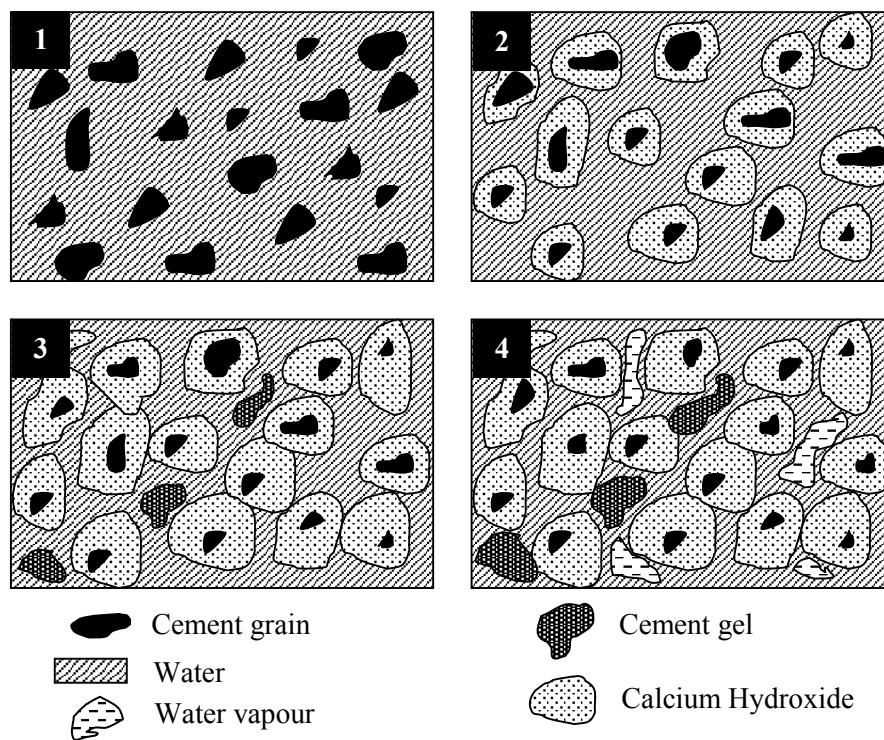 1
2
3
4
Cement grain
Cement gel
Water
Calcium Hydroxide
Water vapour